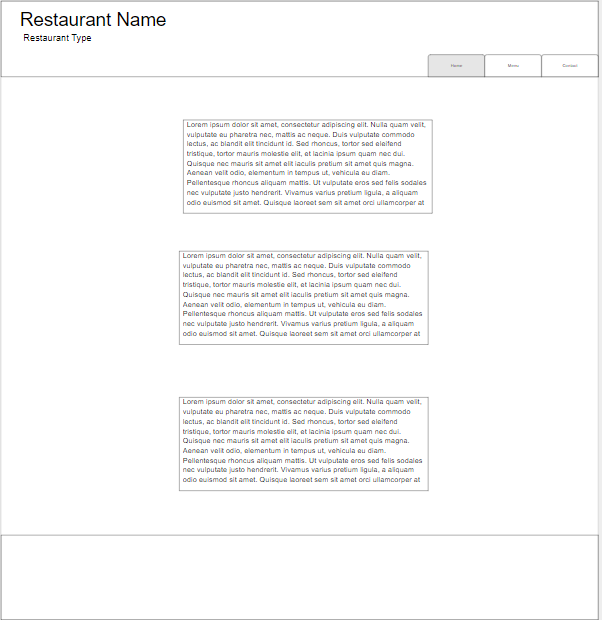 Restaurant Name
Restaurant Type
Home
Menu
Contact
Lorem ipsum dolor sit amet, consectetur adipiscing elit. Nulla quam velit,
vulputate eu pharetra nec, mattis ac neque. Duis vulputate commodo
lectus, ac blandit elit tincidunt id. Sed rhoncus, tortor sed eleifend
tristique, tortor mauris molestie elit, et lacinia ipsum quam nec dui.
Quisque nec mauris sit amet elit iaculis pretium sit amet quis magna.
Aenean velit odio, elementum in tempus ut, vehicula eu diam.
Pellentesque rhoncus aliquam mattis. Ut vulputate eros sed felis sodales
nec vulputate justo hendrerit. Vivamus varius pretium ligula, a aliquam
odio euismod sit amet. Quisque laoreet sem sit amet orci ullamcorper at
Lorem ipsum dolor sit amet, consectetur adipiscing elit. Nulla quam velit,
vulputate eu pharetra nec, mattis ac neque. Duis vulputate commodo
lectus, ac blandit elit tincidunt id. Sed rhoncus, tortor sed eleifend
tristique, tortor mauris molestie elit, et lacinia ipsum quam nec dui.
Quisque nec mauris sit amet elit iaculis pretium sit amet quis magna.
Aenean velit odio, elementum in tempus ut, vehicula eu diam.
Pellentesque rhoncus aliquam mattis. Ut vulputate eros sed felis sodales
nec vulputate justo hendrerit. Vivamus varius pretium ligula, a aliquam
odio euismod sit amet. Quisque laoreet sem sit amet orci ullamcorper at
Lorem ipsum dolor sit amet, consectetur adipiscing elit. Nulla quam velit,
vulputate eu pharetra nec, mattis ac neque. Duis vulputate commodo
lectus, ac blandit elit tincidunt id. Sed rhoncus, tortor sed eleifend
tristique, tortor mauris molestie elit, et lacinia ipsum quam nec dui.
Quisque nec mauris sit amet elit iaculis pretium sit amet quis magna.
Aenean velit odio, elementum in tempus ut, vehicula eu diam.
Pellentesque rhoncus aliquam mattis. Ut vulputate eros sed felis sodales
nec vulputate justo hendrerit. Vivamus varius pretium ligula, a aliquam
odio euismod sit amet. Quisque laoreet sem sit amet orci ullamcorper at